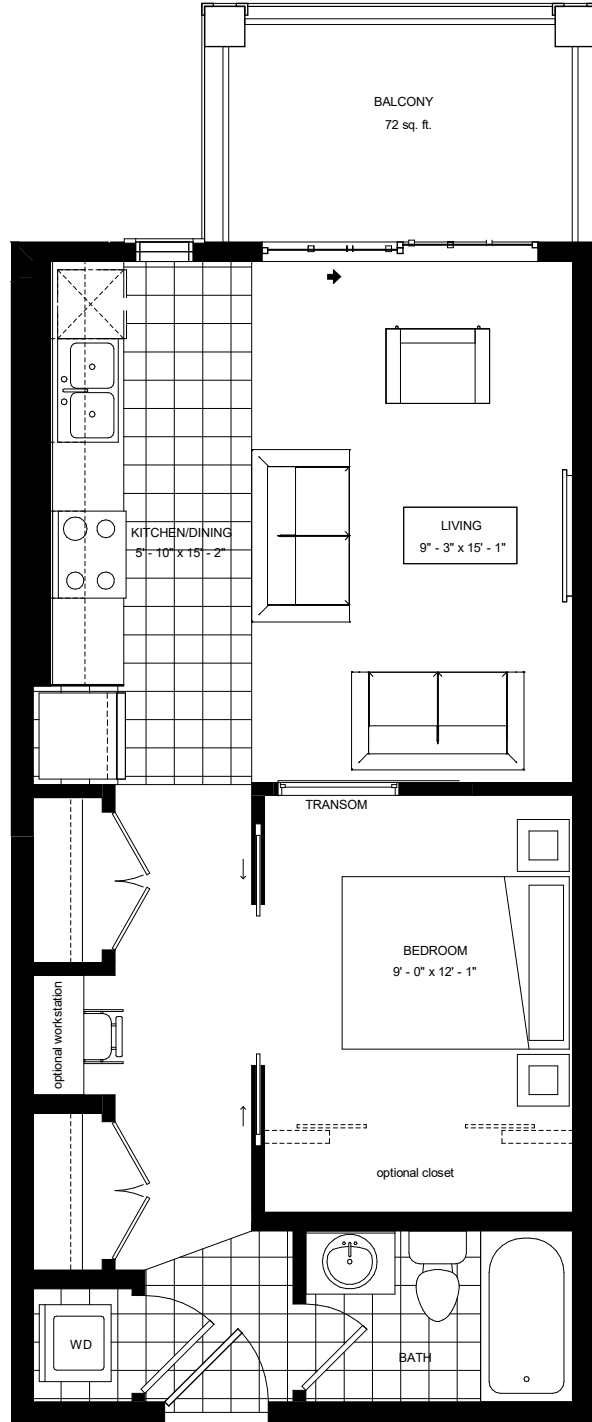 BALCONY
72 sq. ft.
KITCHEN/DINING
5' - 10" x 15' - 2"
LIVING
9" - 3" x 15' - 1"
TRANSOM
BEDROOM
9' - 0" x 12' - 1"
optional workstation
optional closet
WD
BATH